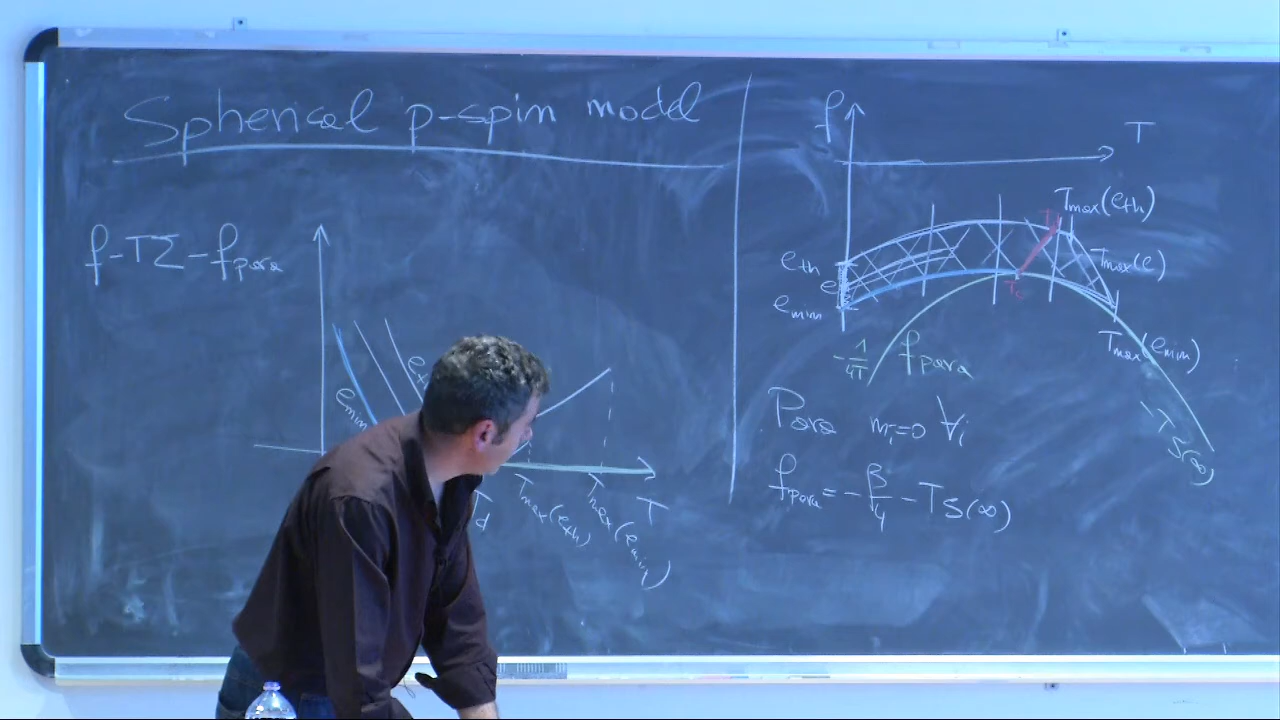 Spherical p-spin model
f-TΣ-f_para
e_min
T_d
T_max(e_th)
T_max(e_min)
T
f
T
T_max(e_th)
e_th
T_max(e)
e
e_min
T_max(e_min)
-1/4T
f_para
-TS(∞)
Para m_i=0 ∀i
f_para = -β/4 - TS(∞)